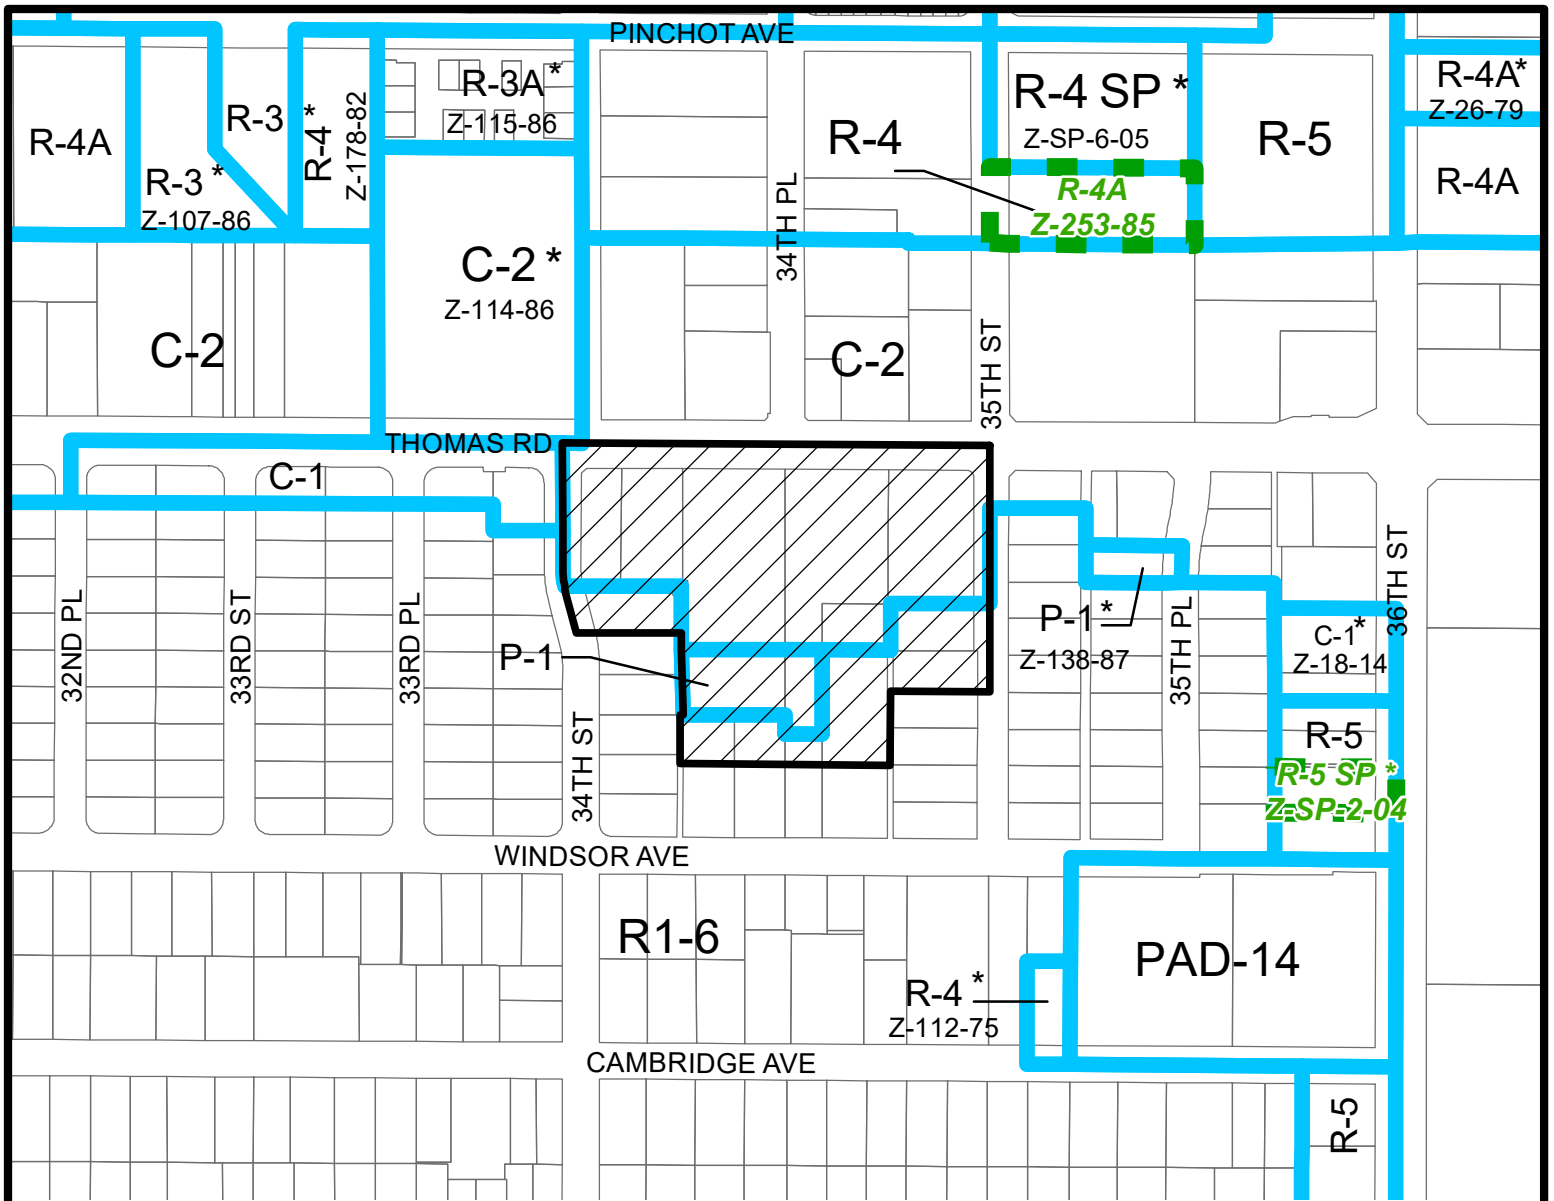 PINCHOT AVE
R-4A
R-3 *
Z-107-86
R-3
R-4 *
Z-178-82
R-3A *
Z-115-86
R-4
R-4 SP *
Z-SP-6-05
R-5
R-4A *
Z-26-79
R-4A
R-4A
Z-253-85
34TH PL
C-2 *
Z-114-86
C-2
C-2
35TH ST
THOMAS RD
C-1
32ND PL
33RD ST
33RD PL
P-1
34TH ST
P-1 *
Z-138-87
35TH PL
36TH ST
C-1 *
Z-18-14
R-5
R-5 SP *
Z-SP-2-04
WINDSOR AVE
R1-6
PAD-14
R-4 *
Z-112-75
CAMBRIDGE AVE
R-5